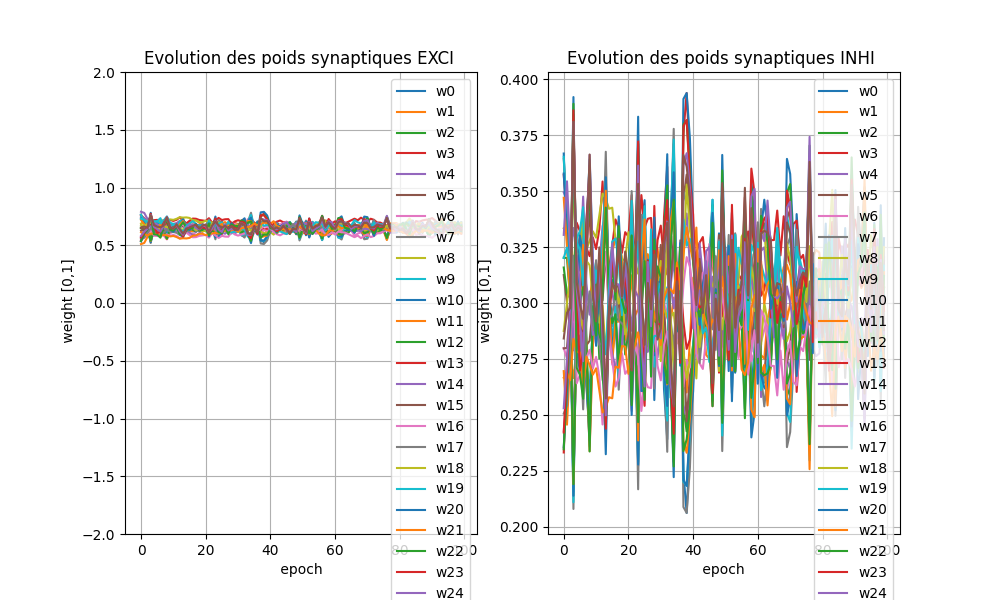 Evolution des poids synaptiques EXCI
2.0
1.5
1.0
0.5
0.0
−0.5
−1.0
−1.5
−2.0
weight [0,1]
0
20
40
60
80
100
epoch
w0
w1
w2
w3
w4
w5
w6
w7
w8
w9
w10
w11
w12
w13
w14
w15
w16
w17
w18
w19
w20
w21
w22
w23
w24
Evolution des poids synaptiques INHI
0.400
0.375
0.350
0.325
0.300
0.275
0.250
0.225
0.200
weight [0,1]
0
20
40
60
80
100
epoch
w0
w1
w2
w3
w4
w5
w6
w7
w8
w9
w10
w11
w12
w13
w14
w15
w16
w17
w18
w19
w20
w21
w22
w23
w24